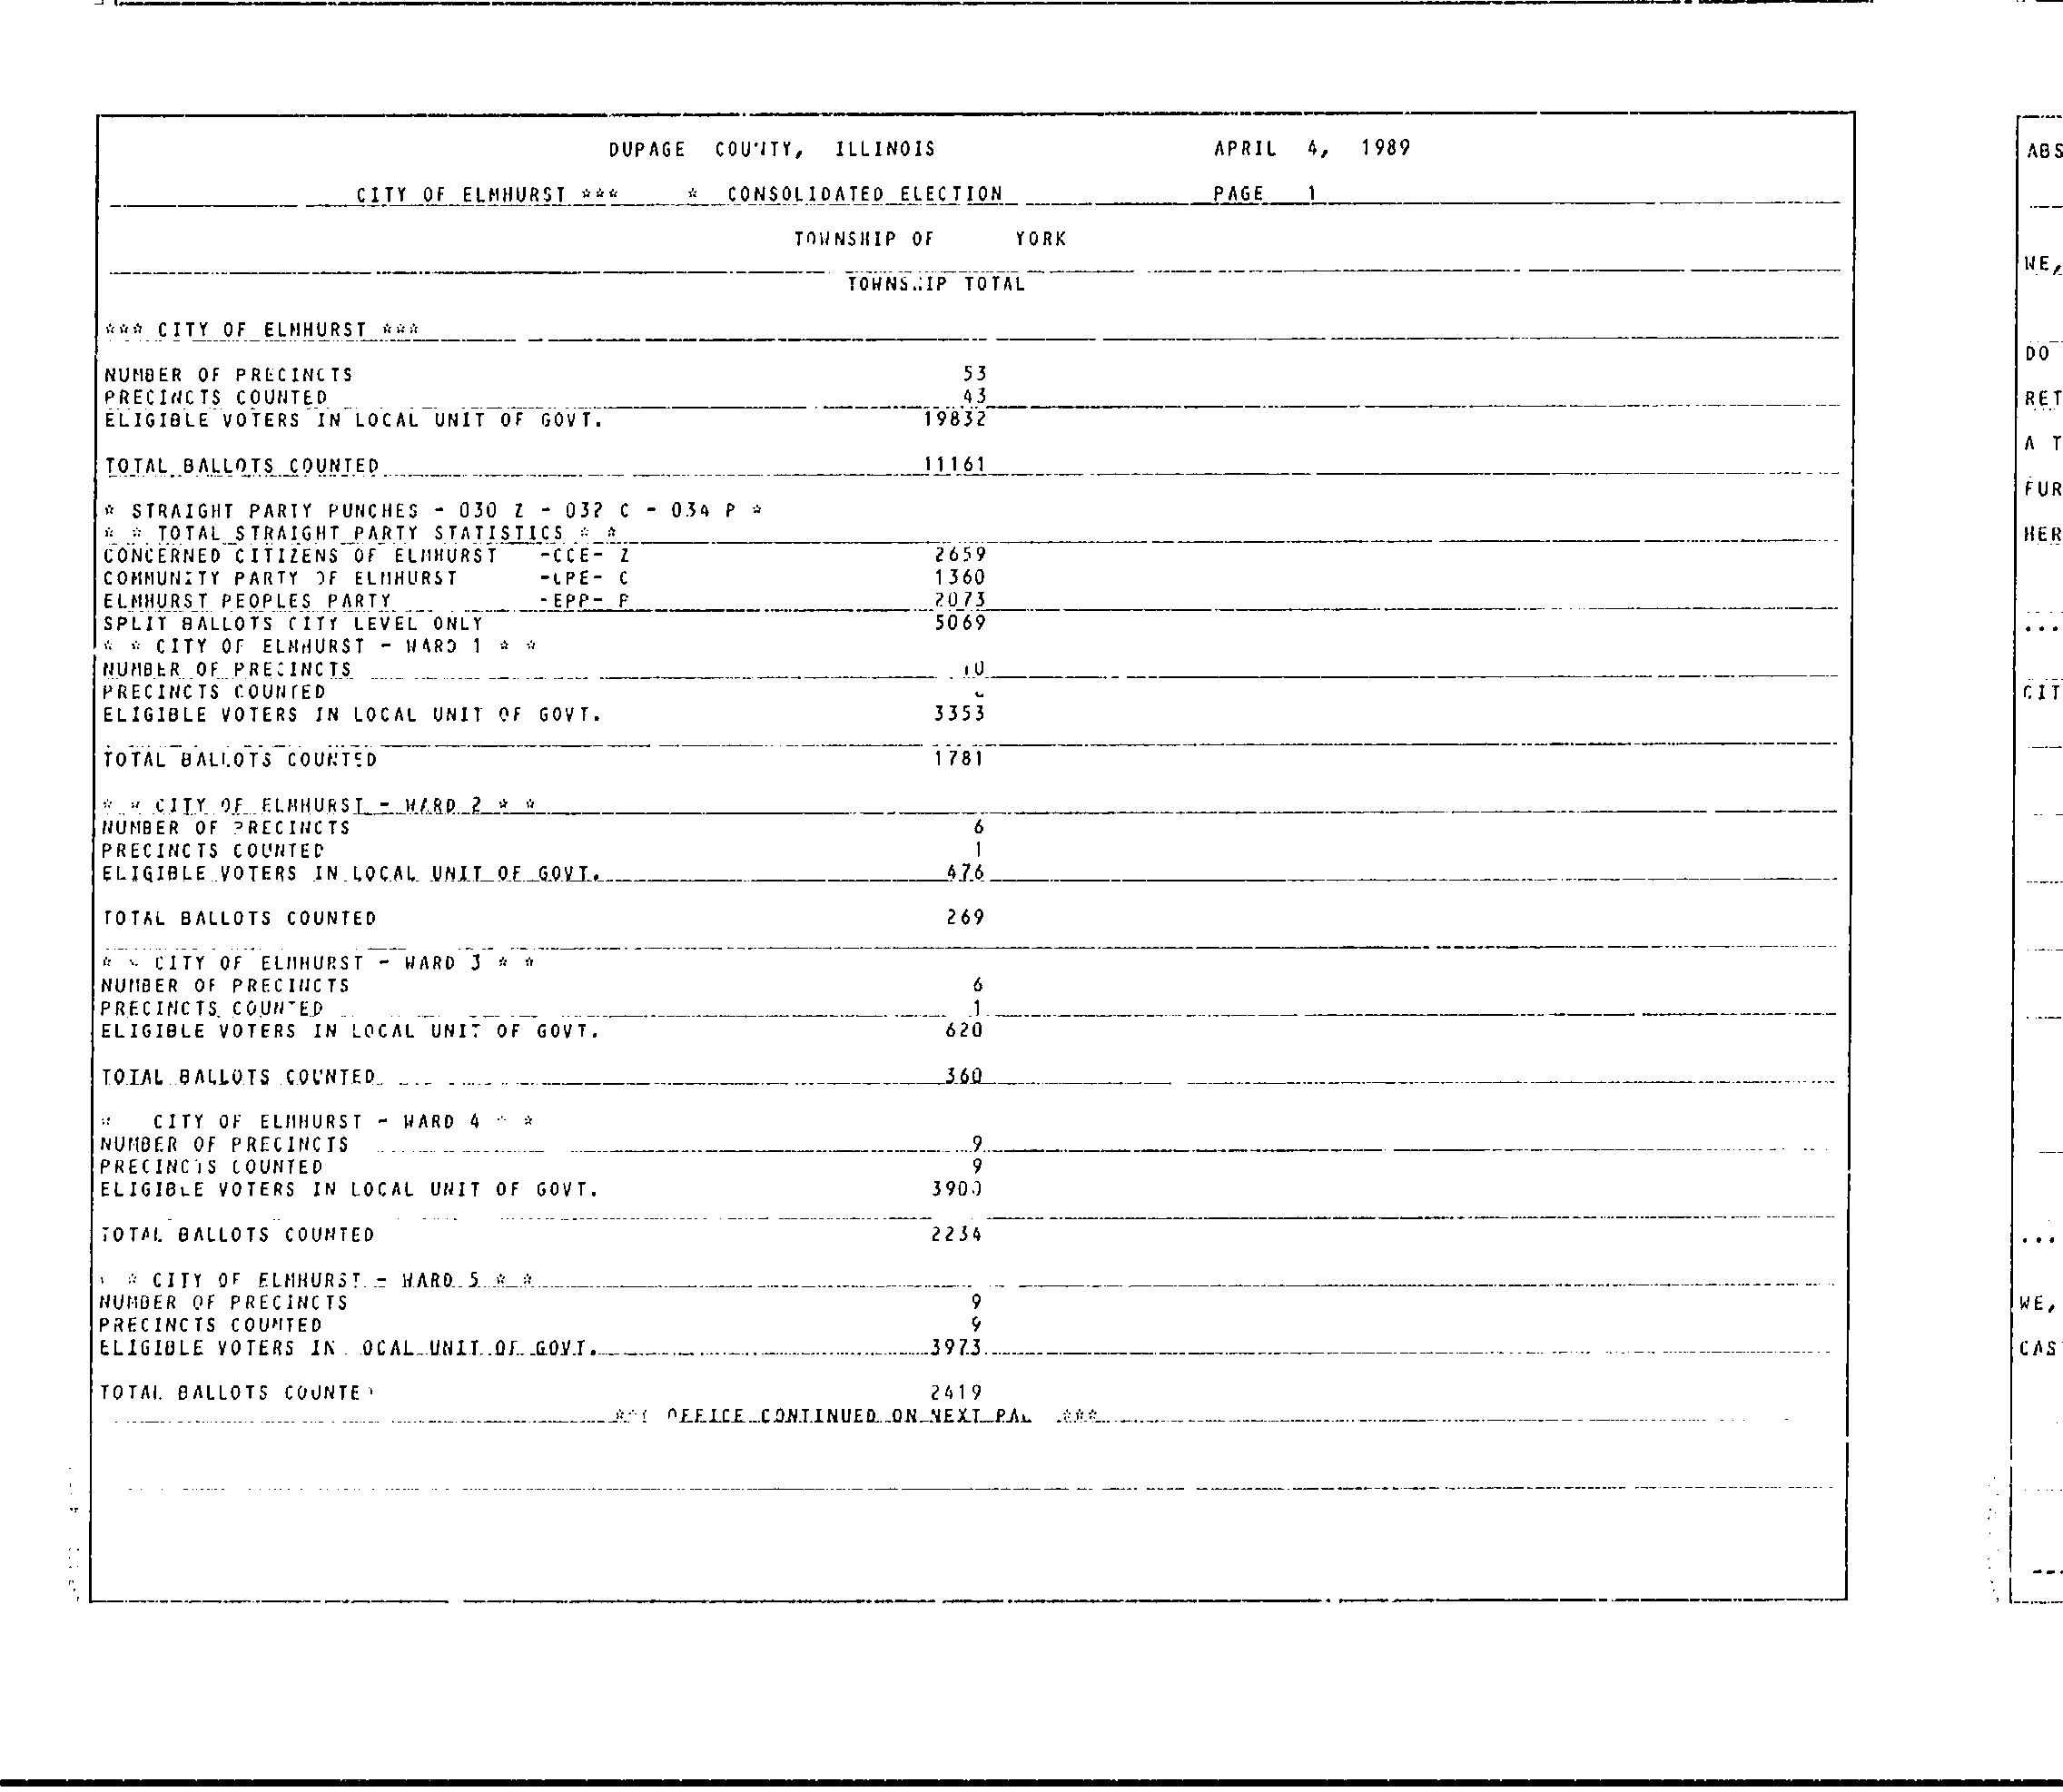 DUPAGE COUNTY, ILLINOIS APRIL 4, 1989
CITY OF ELMHURST *** * CONSOLIDATED ELECTION PAGE 1
TOWNSHIP OF YORK
TOWNSHIP TOTAL
*** CITY OF ELMHURST ***
NUMBER OF PRECINCTS 53
PRECINCTS COUNTED 43
ELIGIBLE VOTERS IN LOCAL UNIT OF GOVT. 19832
TOTAL BALLOTS COUNTED 11161
* STRAIGHT PARTY PUNCHES - 030 Z - 032 C - 034 P *
* * TOTAL STRAIGHT PARTY STATISTICS * *
CONCERNED CITIZENS OF ELMHURST -CCE- Z 2659
COMMUNITY PARTY OF ELMHURST -CPE- C 1360
ELMHURST PEOPLES PARTY -EPP- P 2073
SPLIT BALLOTS CITY LEVEL ONLY 5069
* * CITY OF ELMHURST - WARD 1 * *
NUMBER OF PRECINCTS 10
PRECINCTS COUNTED
ELIGIBLE VOTERS IN LOCAL UNIT OF GOVT. 3353
TOTAL BALLOTS COUNTED 1781
* * CITY OF ELMHURST - WARD 2 * *
NUMBER OF PRECINCTS 6
PRECINCTS COUNTED 1
ELIGIBLE VOTERS IN LOCAL UNIT OF GOVT. 476
TOTAL BALLOTS COUNTED 269
* * CITY OF ELMHURST - WARD 3 * *
NUMBER OF PRECINCTS 6
PRECINCTS COUNTED 1
ELIGIBLE VOTERS IN LOCAL UNIT OF GOVT. 620
TOTAL BALLOTS COUNTED 360
* CITY OF ELMHURST - WARD 4 * *
NUMBER OF PRECINCTS 9
PRECINCTS COUNTED 9
ELIGIBLE VOTERS IN LOCAL UNIT OF GOVT. 3900
TOTAL BALLOTS COUNTED 2234
* * CITY OF ELMHURST - WARD 5 * *
NUMBER OF PRECINCTS 9
PRECINCTS COUNTED 9
ELIGIBLE VOTERS IN LOCAL UNIT OF GOVT. 3973
TOTAL BALLOTS COUNTED 2419
*** OFFICE CONTINUED ON NEXT PAGE ***
ABS
WE,
DO
RET
A T
FUR
HER
...
CIT
...
WE,
CAS